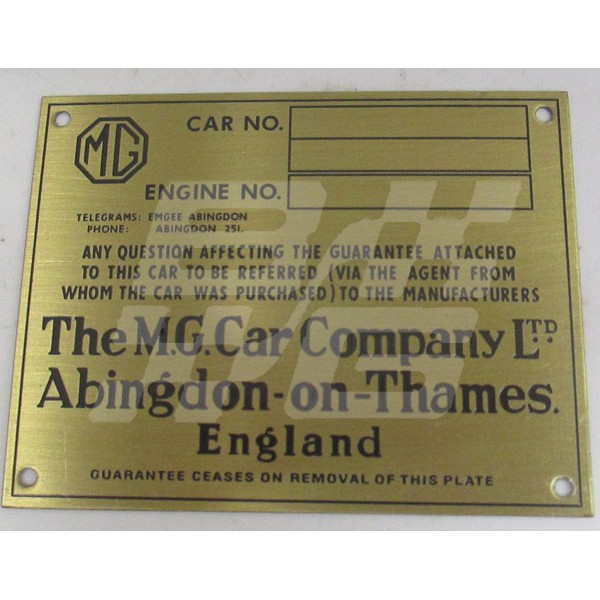 MG
CAR NO.
ENGINE NO.
TELEGRAMS: EMGEE ABINGDON
PHONE: ABINGDON 251.
ANY QUESTION AFFECTING THE GUARANTEE ATTACHED
TO THIS CAR TO BE REFERRED (VIA THE AGENT FROM
WHOM THE CAR WAS PURCHASED) TO THE MANUFACTURERS
The M.G. Car Company LTD
Abingdon-on-Thames.
England
GUARANTEE CEASES ON REMOVAL OF THIS PLATE